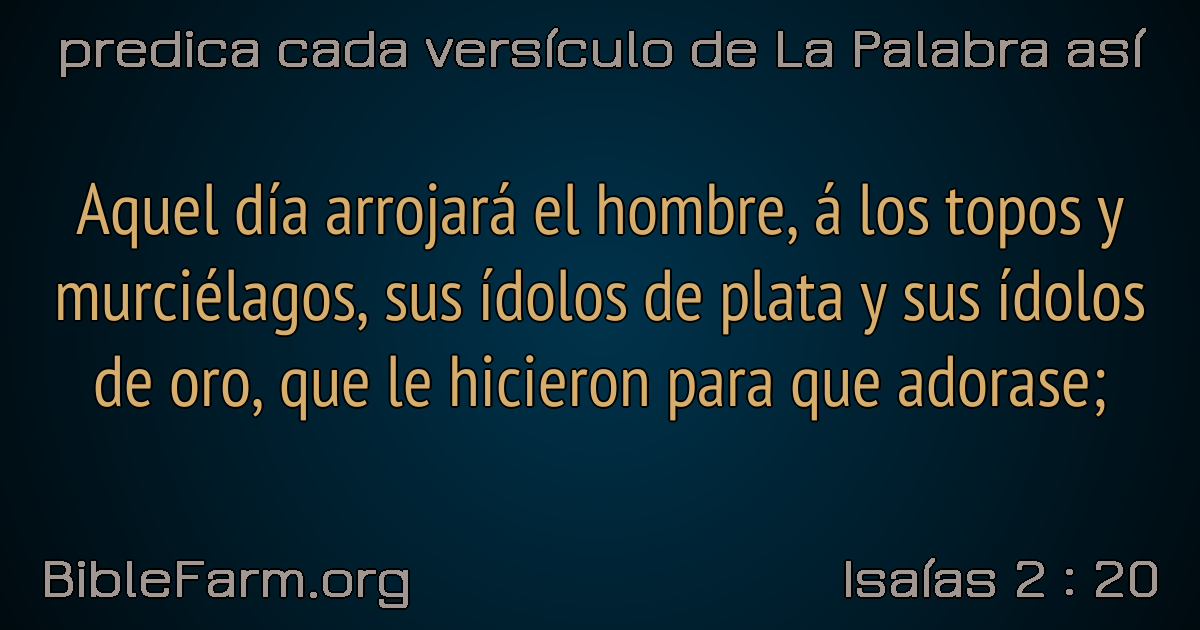 predica cada versículo de La Palabra así
Aquel día arrojará el hombre, á los topos y
murciélagos, sus ídolos de plata y sus ídolos
de oro, que le hicieron para que adorase;
BibleFarm.org
Isaías 2 : 20